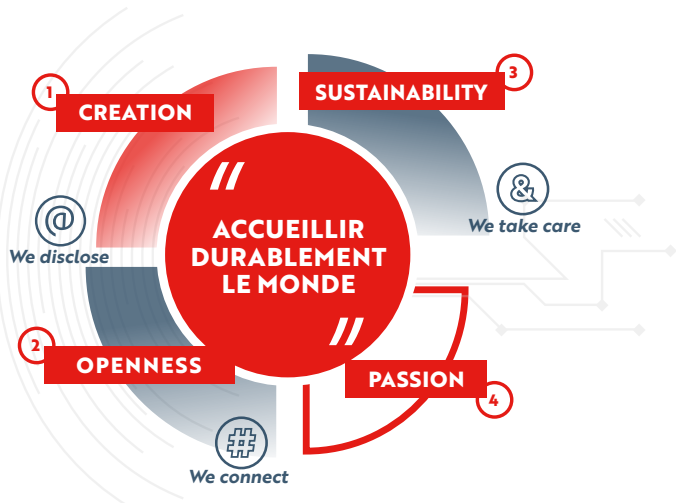 1
CREATION
@
We disclose
2
OPENNESS
#
We connect
3
SUSTAINABILITY
&
We take care
4
PASSION
"
ACCUEILLIR
DURABLEMENT
LE MONDE
"